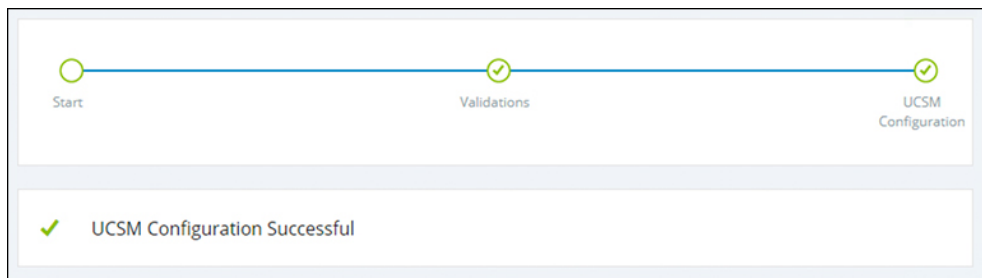 Start
Validations
UCSM
Configuration
UCSM Configuration Successful